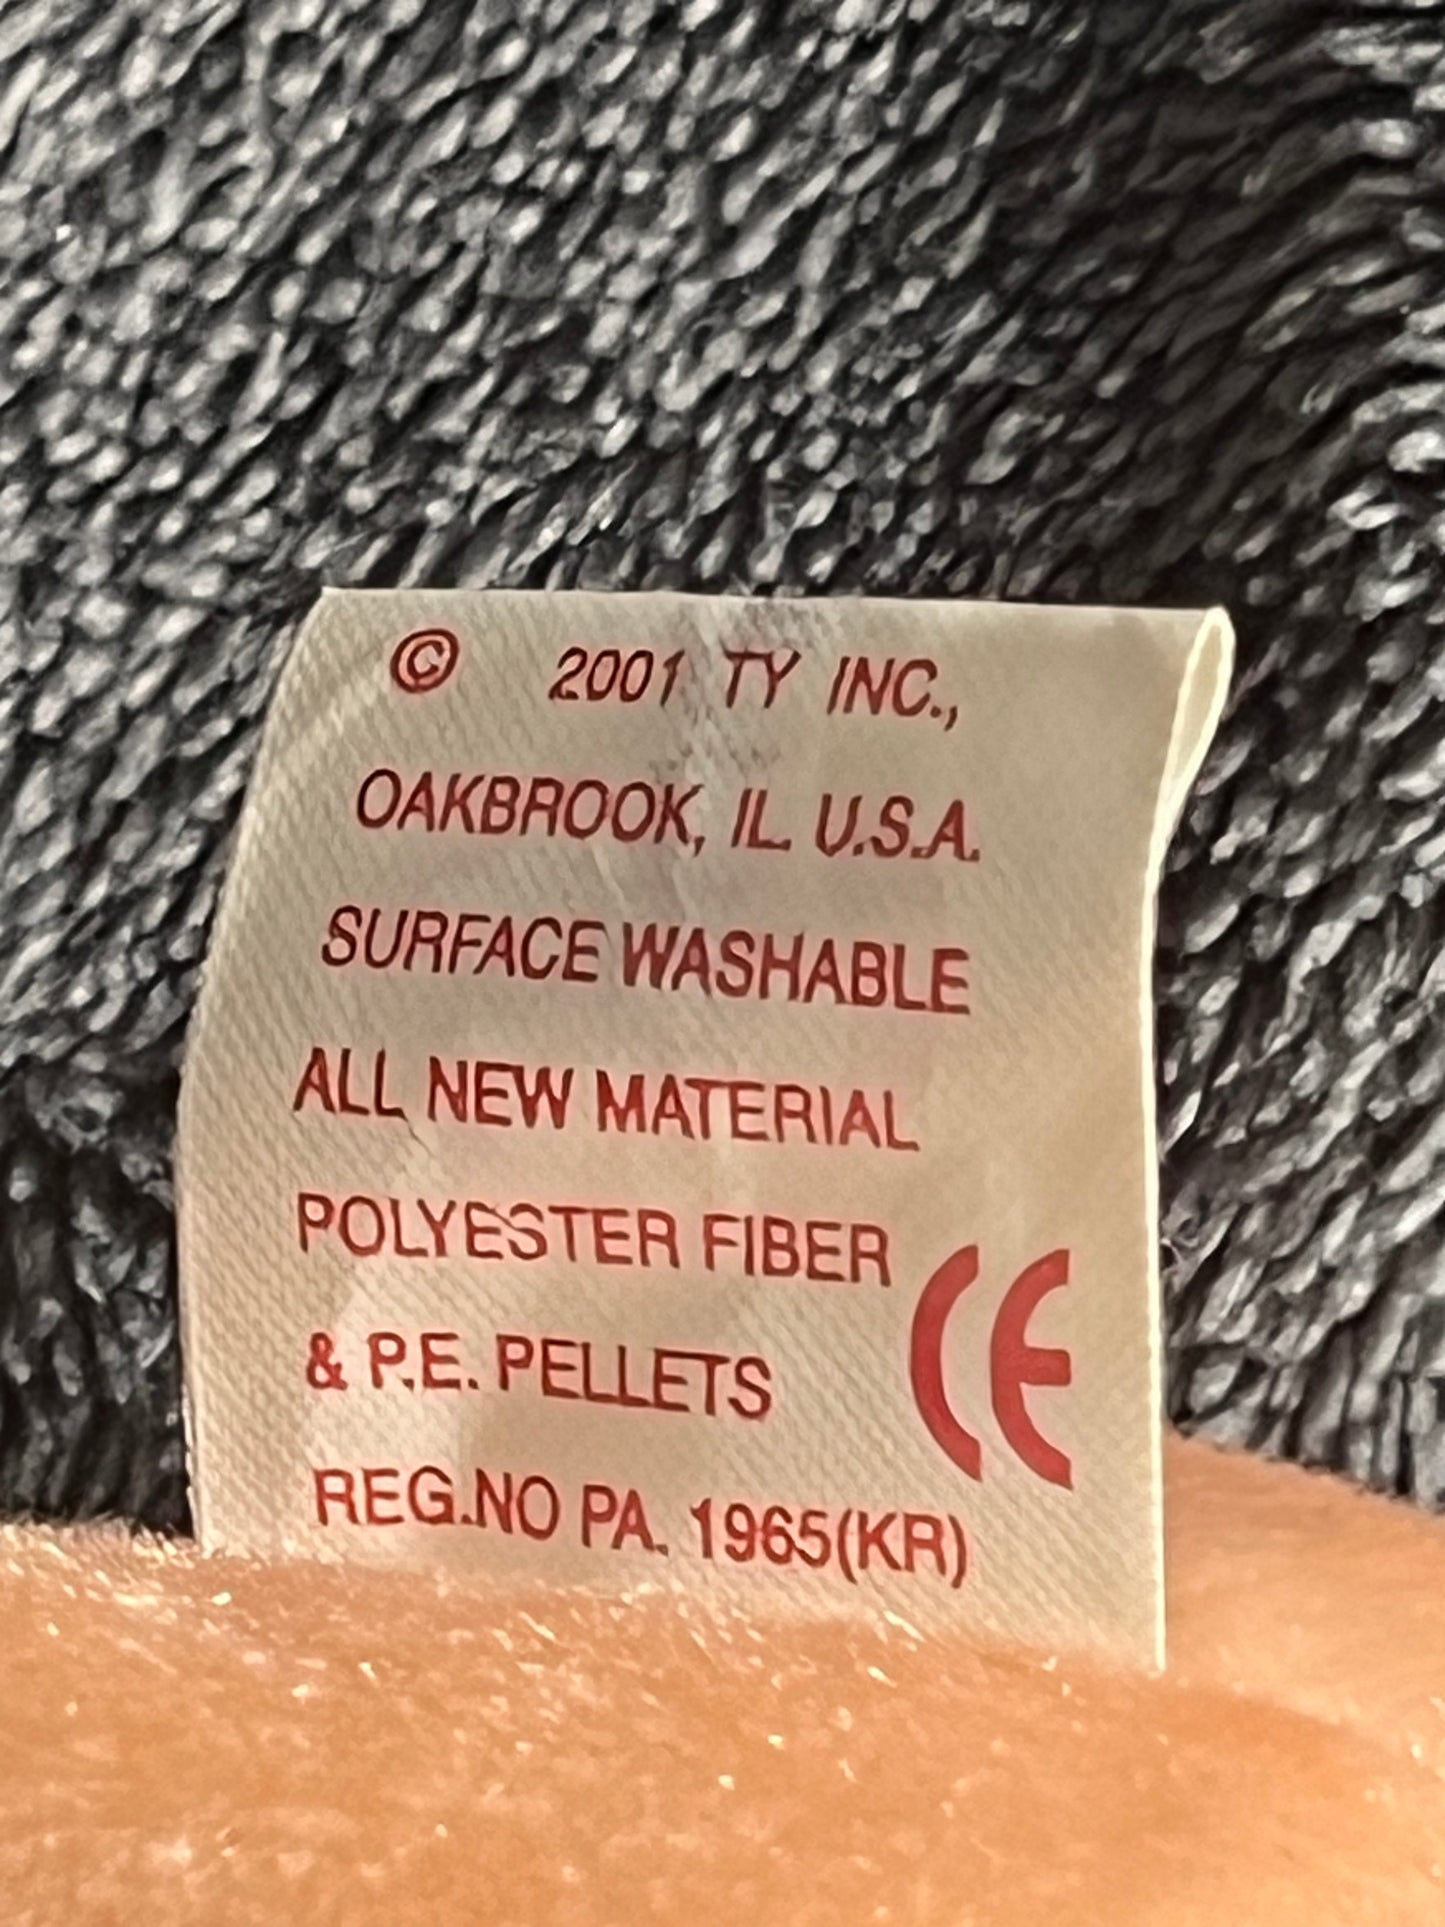 © 2001 TY INC.,
OAKBROOK, IL. U.S.A.
SURFACE WASHABLE
ALL NEW MATERIAL
POLYESTER FIBER
& P.E. PELLETS
CE
REG.NO PA. 1965(KR)